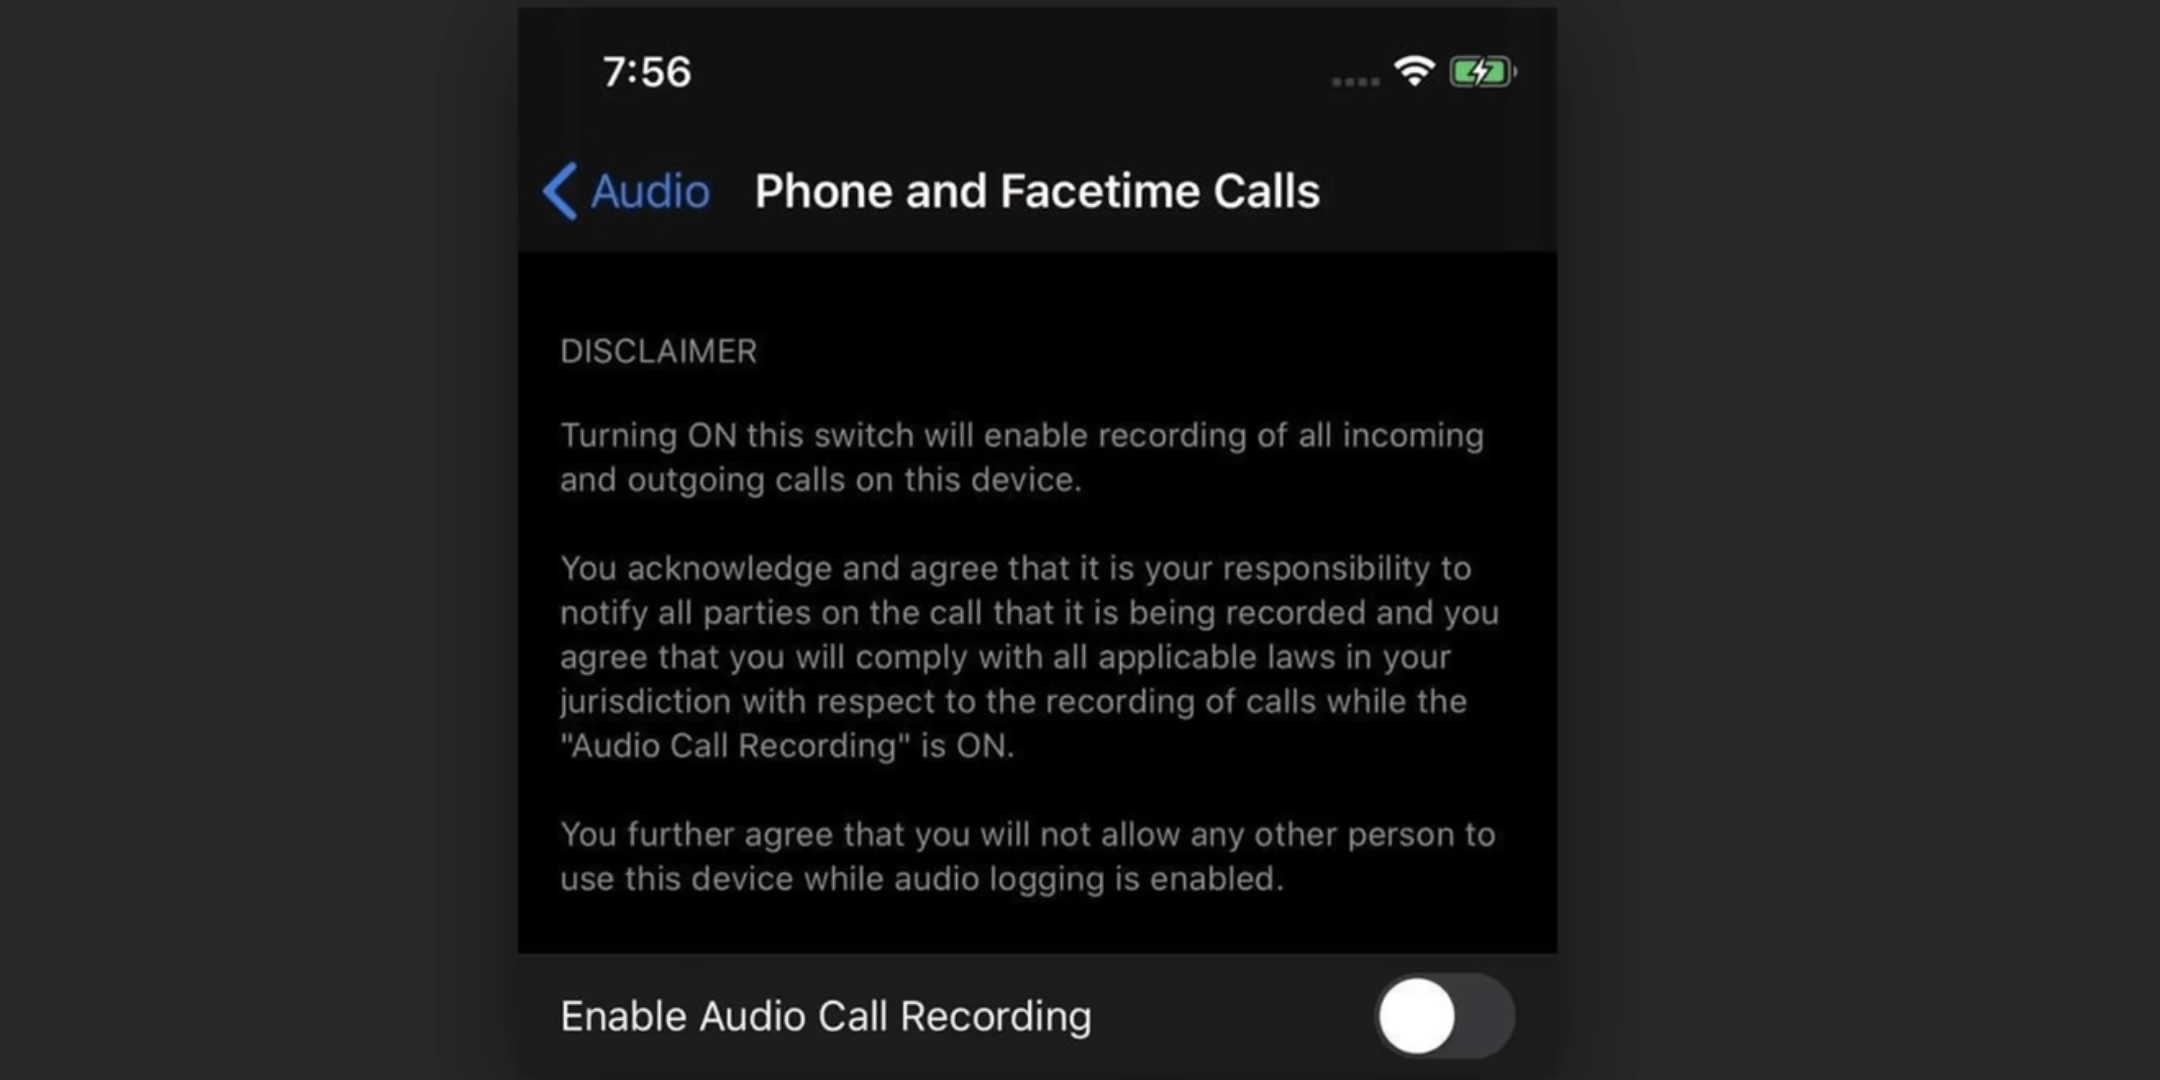 7:56
Audio Phone and Facetime Calls
DISCLAIMER
Turning ON this switch will enable recording of all incoming
and outgoing calls on this device.
You acknowledge and agree that it is your responsibility to
notify all parties on the call that it is being recorded and you
agree that you will comply with all applicable laws in your
jurisdiction with respect to the recording of calls while the
"Audio Call Recording" is ON.
You further agree that you will not allow any other person to
use this device while audio logging is enabled.
Enable Audio Call Recording